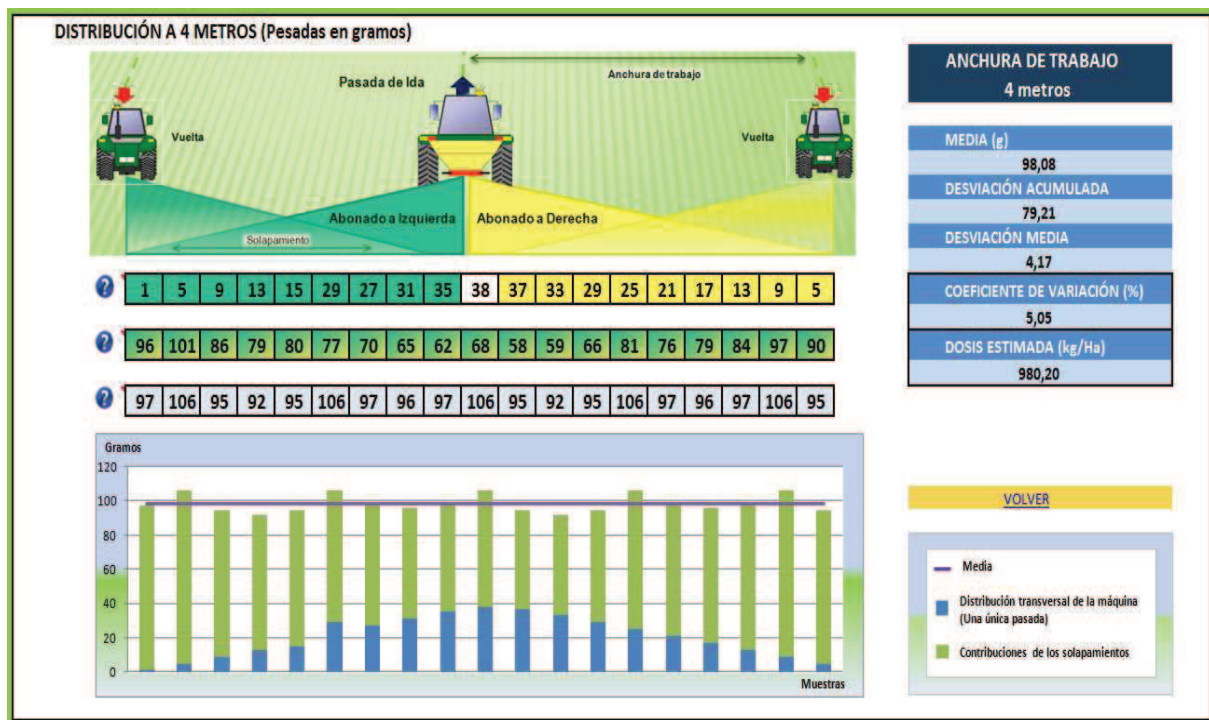 DISTRIBUCIÓN A 4 METROS (Pesadas en gramos)
Pasada de Ida
Anchura de trabajo
Vuelta
Vuelta
Abonado a Izquierda
Abonado a Derecha
Solapamiento
1 5 9 13 15 29 27 31 35 38 37 33 29 25 21 17 13 9 5
96 101 86 79 80 77 70 65 62 68 58 59 66 81 76 79 84 97 90
97 106 95 92 95 106 97 96 97 106 95 92 95 106 97 96 97 106 95
Gramos
120
100
80
60
40
20
0
Muestras
ANCHURA DE TRABAJO
4 metros
MEDIA (g)
98,08
DESVIACIÓN ACUMULADA
79,21
DESVIACIÓN MEDIA
4,17
COEFICIENTE DE VARIACIÓN (%)
5,05
DOSIS ESTIMADA (kg/Ha)
980,20
VOLVER
Media
Distribución transversal de la máquina
(Una única pasada)
Contribuciones de los solapamientos